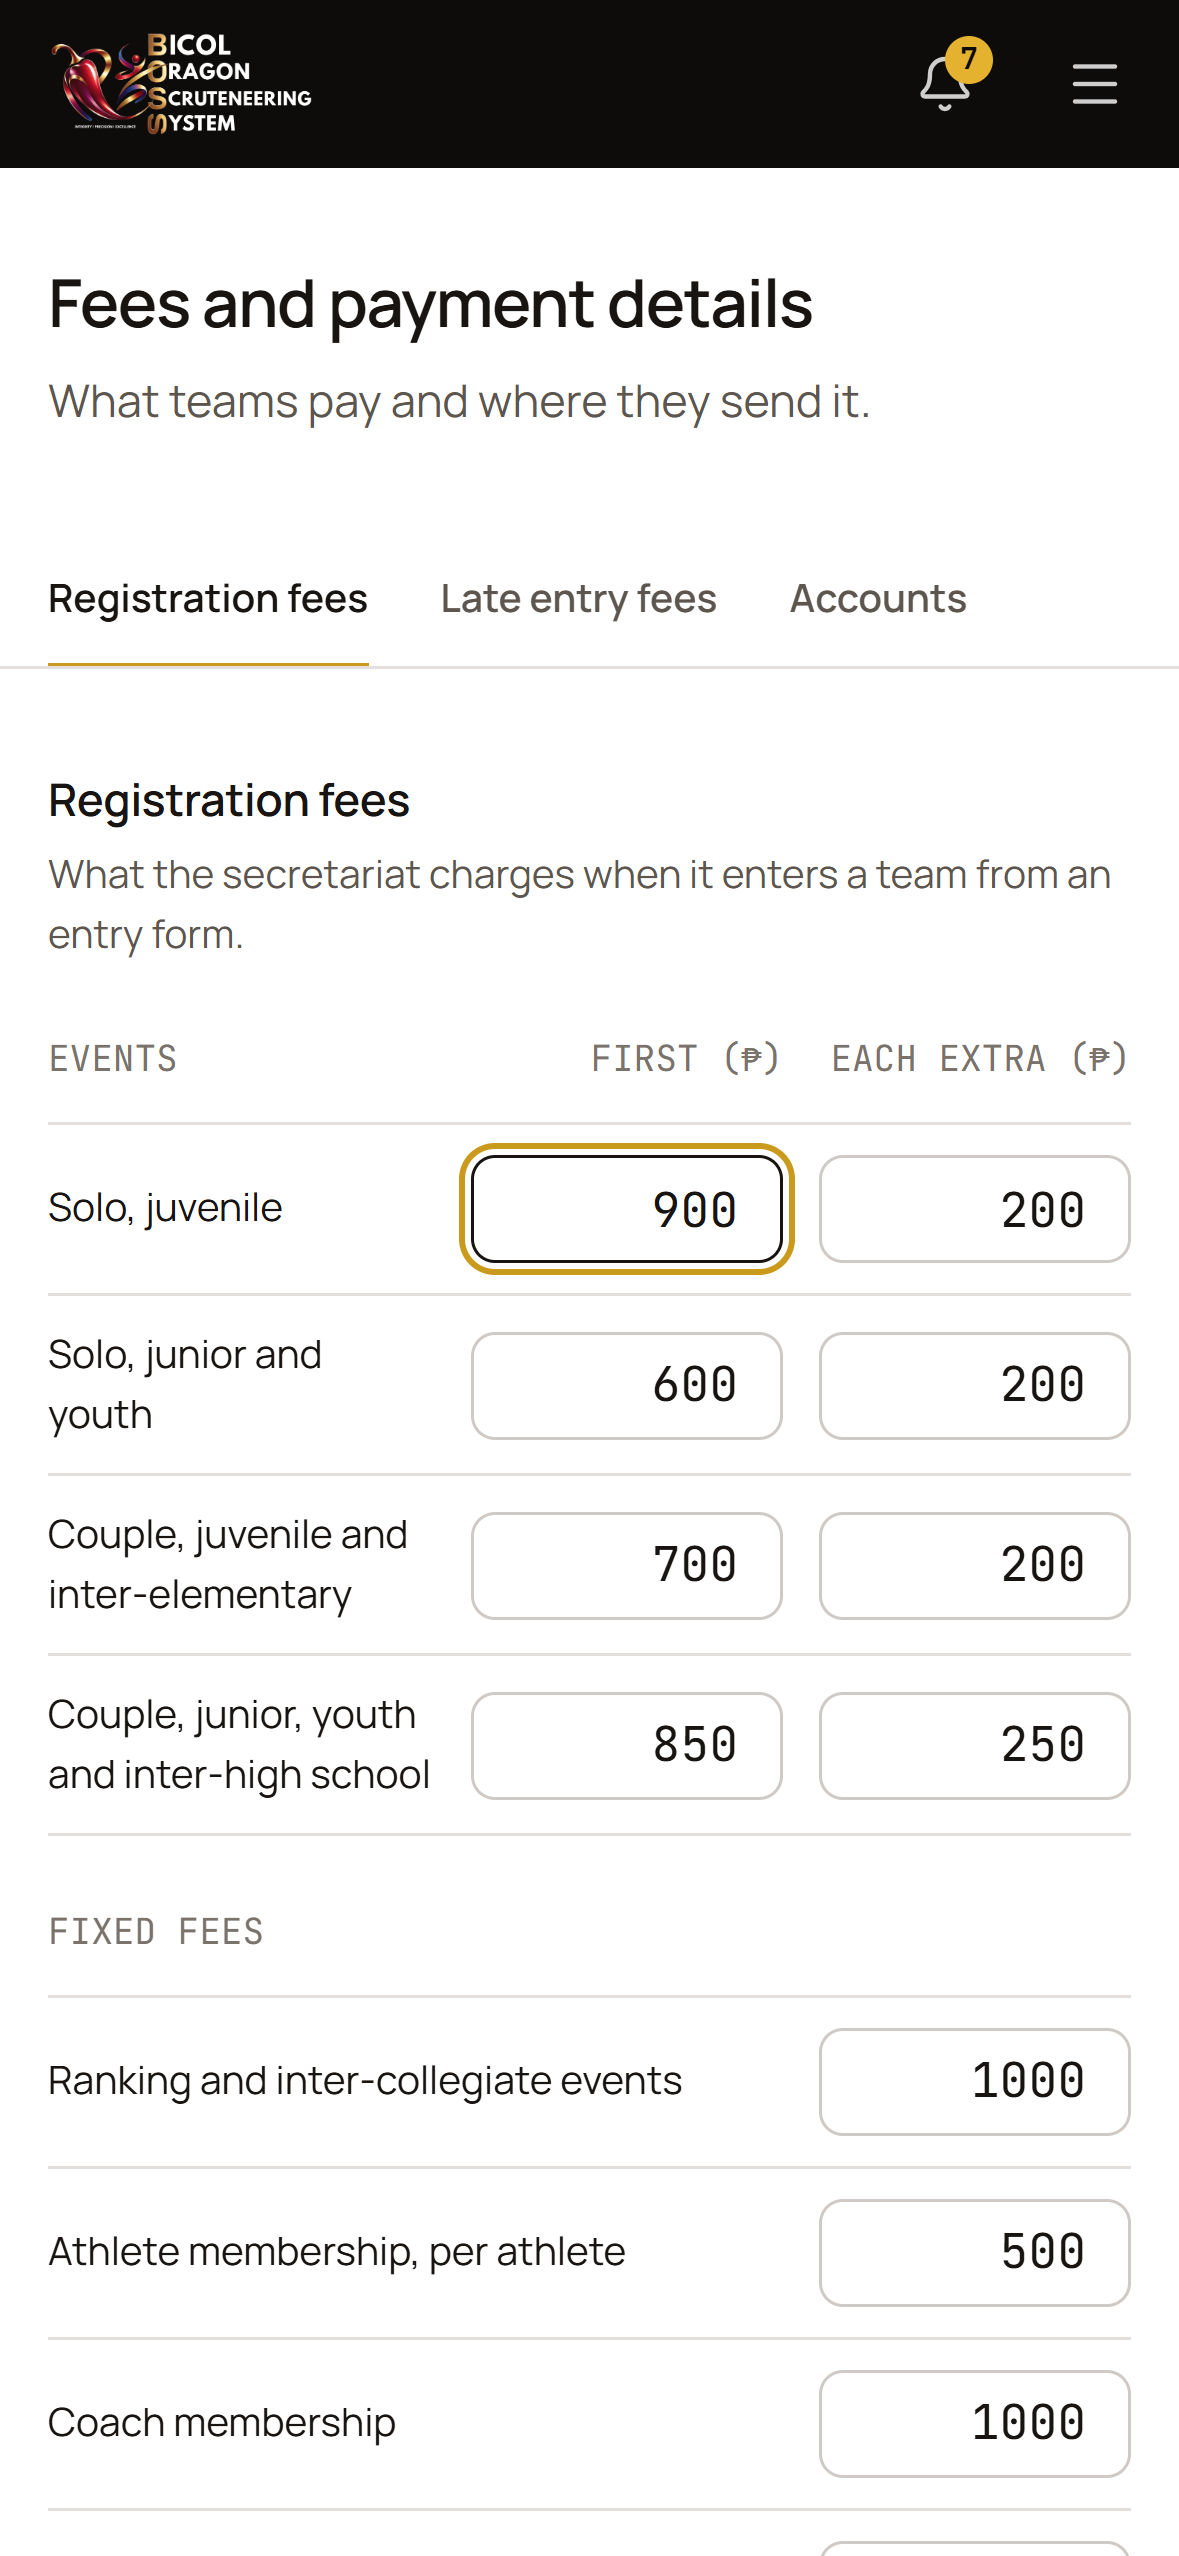 BICOL
ORAGON
SCRUTENEERING
SYSTEM
INTEGRITY | PRECISION | EXCELLENCE
7
Fees and payment details
What teams pay and where they send it.
Registration fees Late entry fees Accounts
Registration fees
What the secretariat charges when it enters a team from an
entry form.
EVENTS FIRST (₱) EACH EXTRA (₱)
Solo, juvenile 900 200
Solo, junior and
youth 600 200
Couple, juvenile and
inter-elementary 700 200
Couple, junior, youth
and inter-high school 850 250
FIXED FEES
Ranking and inter-collegiate events 1000
Athlete membership, per athlete 500
Coach membership 1000